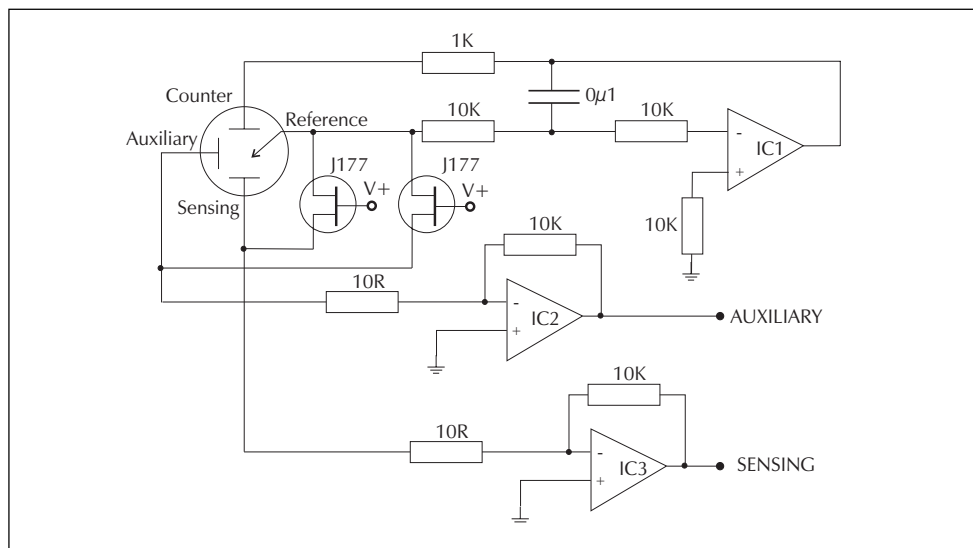 1K
Counter
0µ1
Reference
10K
10K
Auxiliary
-
IC1
J177
J177
+
V+
V+
Sensing
10K
10K
10R
-
IC2
AUXILIARY
+
10K
10R
-
IC3
SENSING
+